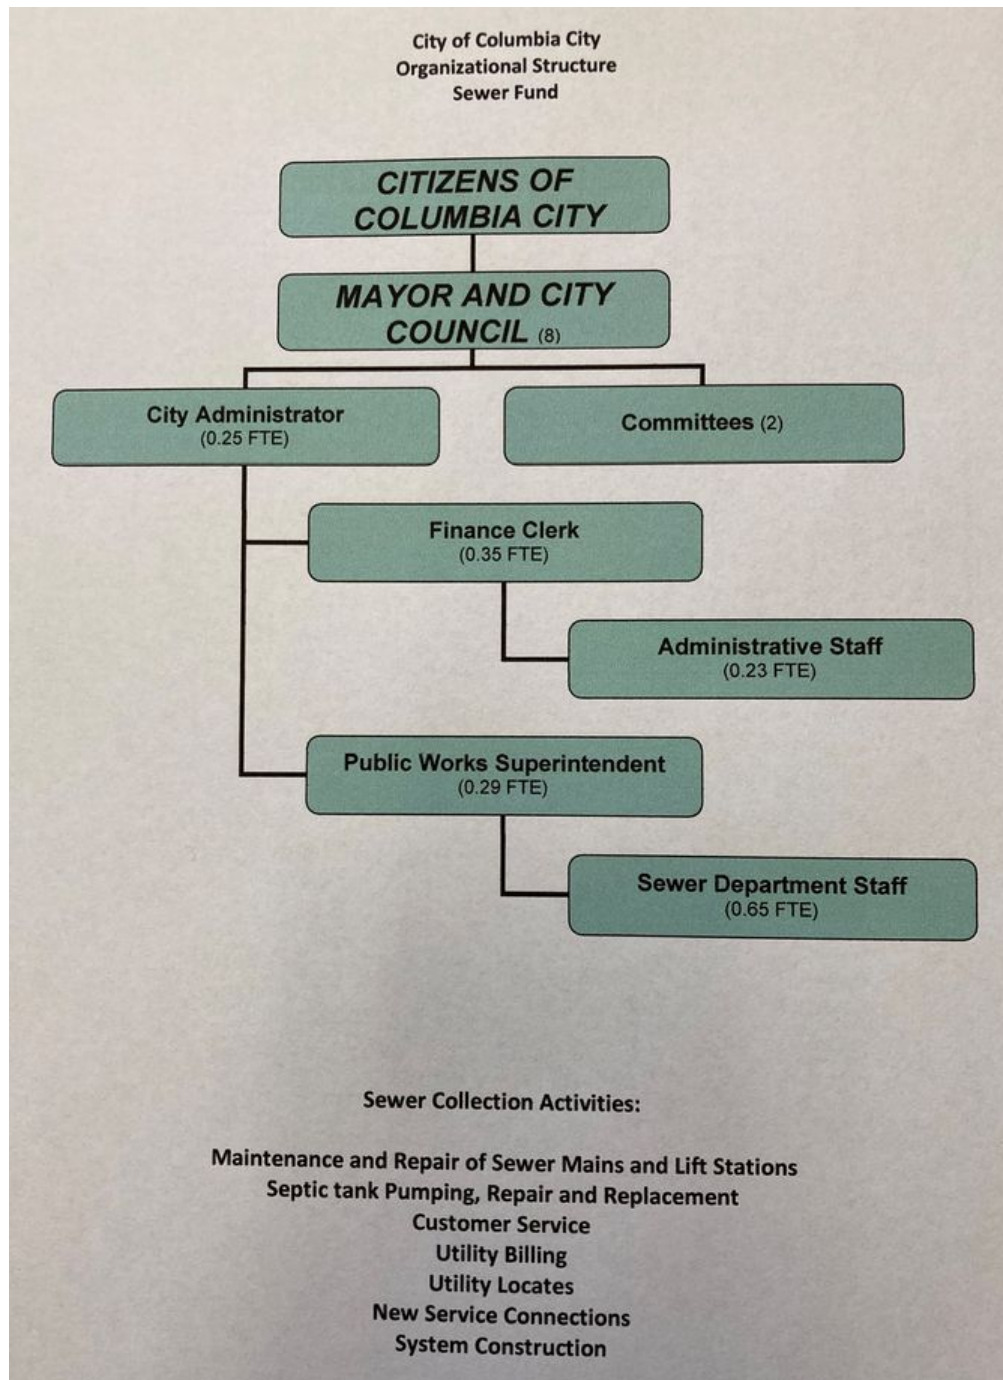 City of Columbia City
Organizational Structure
Sewer Fund
CITIZENS OF
COLUMBIA CITY
MAYOR AND CITY
COUNCIL (8)
City Administrator
(0.25 FTE)
Committees (2)
Finance Clerk
(0.35 FTE)
Administrative Staff
(0.23 FTE)
Public Works Superintendent
(0.29 FTE)
Sewer Department Staff
(0.65 FTE)
Sewer Collection Activities:
Maintenance and Repair of Sewer Mains and Lift Stations
Septic tank Pumping, Repair and Replacement
Customer Service
Utility Billing
Utility Locates
New Service Connections
System Construction